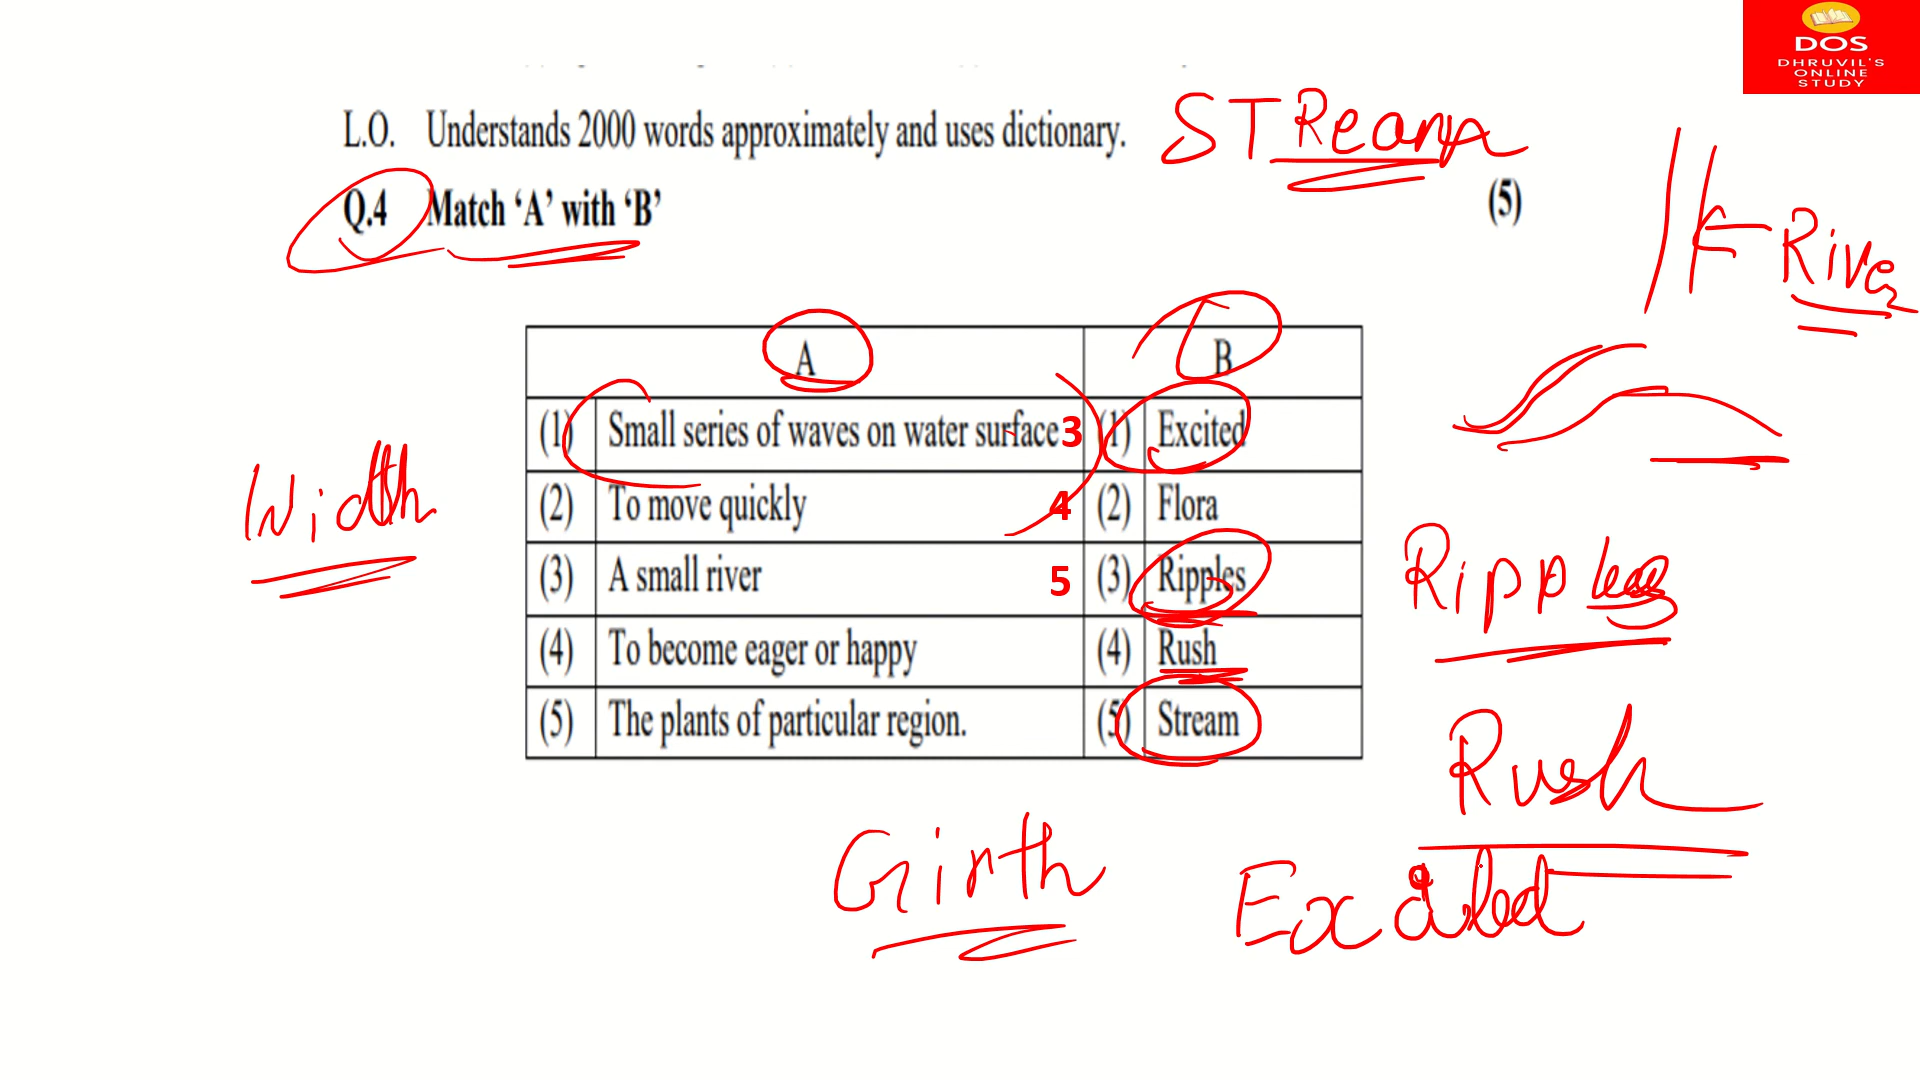 DOS
DHRUVIL'S
ONLINE
STUDY
L.O. Understands 2000 words approximately and uses dictionary.
STReam
Q.4 Match ‘A’ with ‘B’ (5)
River
A B
(1) Small series of waves on water surface 3 (1) Excited
(2) To move quickly 4 (2) Flora
Width
(3) A small river 5 (3) Ripples
Ripples
(4) To become eager or happy (4) Rush
(5) The plants of particular region. (5) Stream
Rush
Girth
Excited